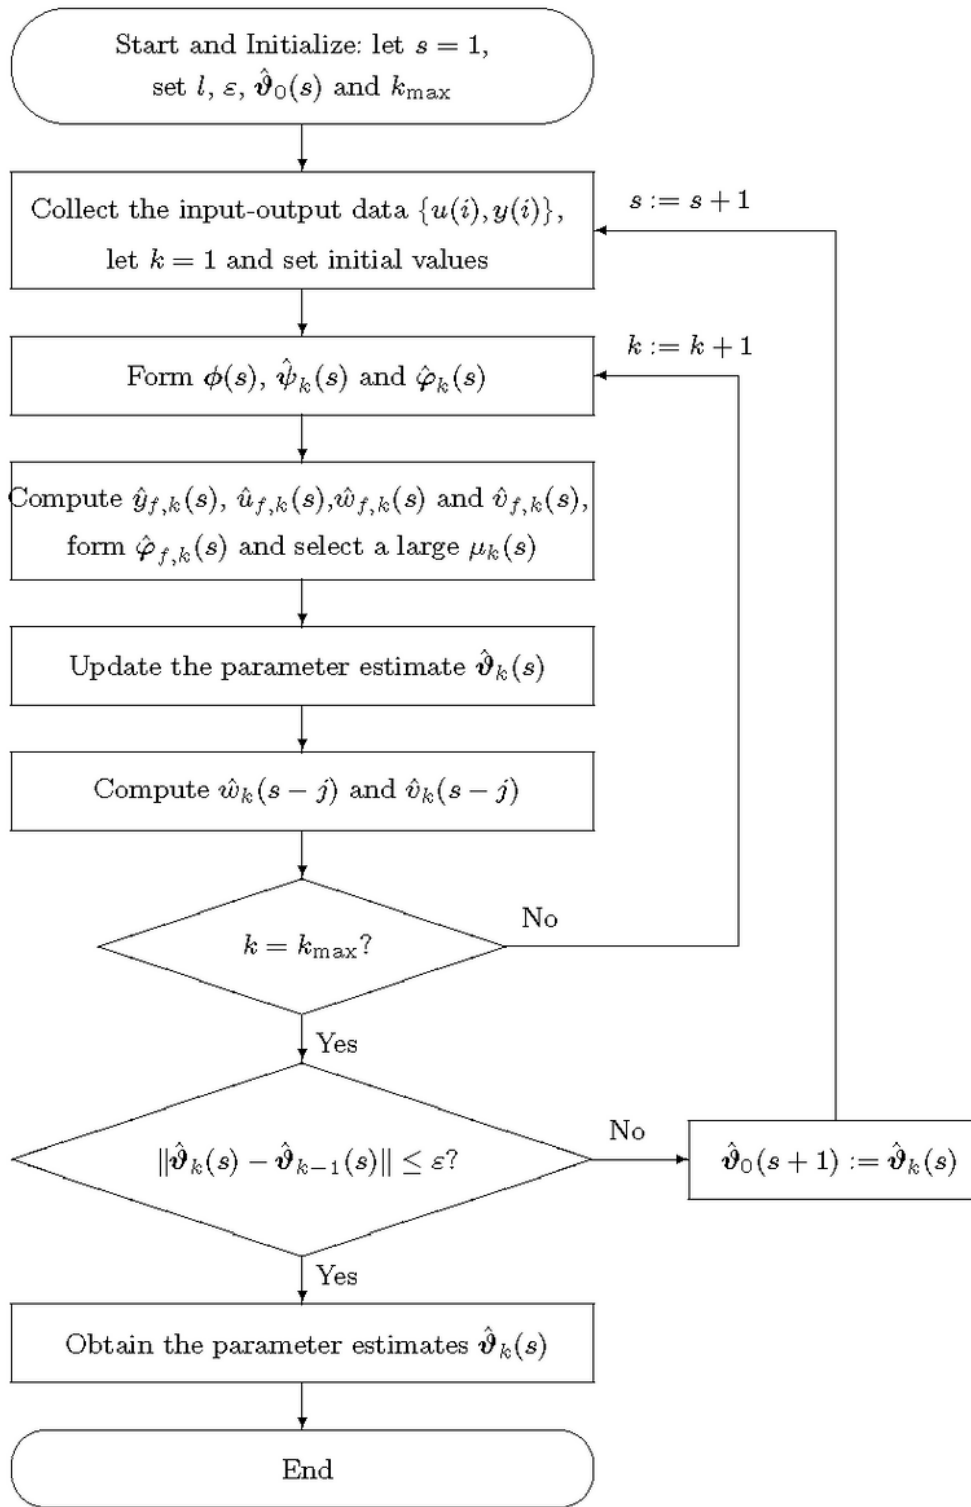 Start and Initialize: let s = 1,
set l, ε, ϑ̂₀(s) and k_max
Collect the input-output data {u(i), y(i)},
let k = 1 and set initial values
s := s + 1
Form ϕ(s), ψ̂_k(s) and φ̂_k(s)
k := k + 1
Compute ŷ_{f,k}(s), û_{f,k}(s),ŵ_{f,k}(s) and v̂_{f,k}(s),
form φ̂_{f,k}(s) and select a large μ_k(s)
Update the parameter estimate ϑ̂_k(s)
Compute ŵ_k(s − j) and v̂_k(s − j)
k = k_max?
No
Yes
‖ϑ̂_k(s) − ϑ̂_{k−1}(s)‖ ≤ ε?
No
ϑ̂₀(s + 1) := ϑ̂_k(s)
Yes
Obtain the parameter estimates ϑ̂_k(s)
End